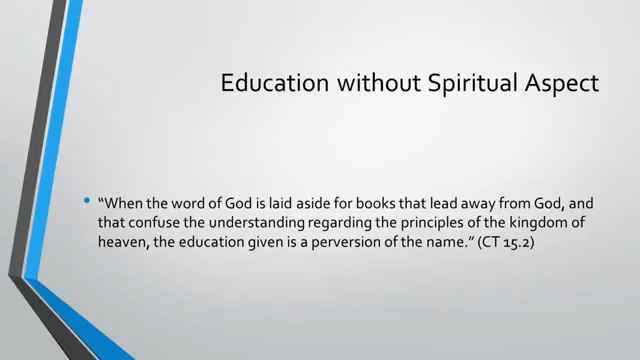 Education without Spiritual Aspect
• “When the word of God is laid aside for books that lead away from God, and
that confuse the understanding regarding the principles of the kingdom of
heaven, the education given is a perversion of the name.” (CT 15.2)